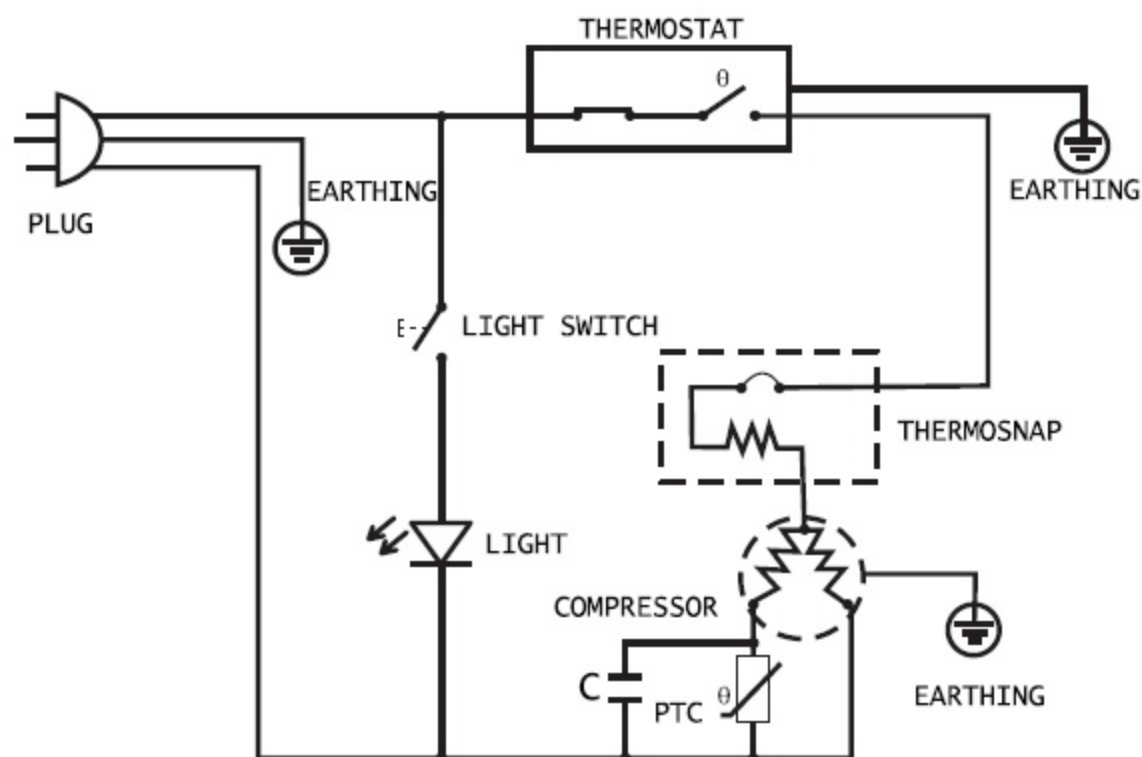 THERMOSTAT
θ
EARTHING
PLUG
EARTHING
E
LIGHT SWITCH
THERMOSNAP
LIGHT
COMPRESSOR
C
PTC
θ
EARTHING